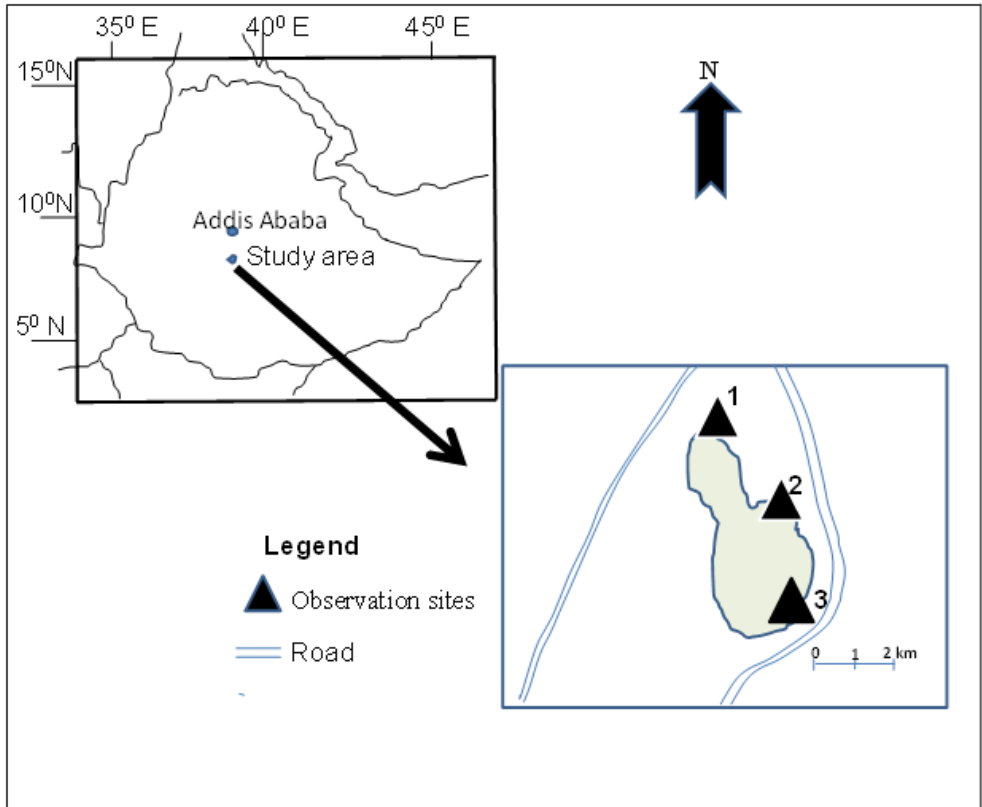 35⁰ E 40⁰ E 45⁰ E
15⁰N
10⁰N
5⁰ N
Addis Ababa
Study area
N
1
2
3
0 1 2 km
Legend
Observation sites
Road